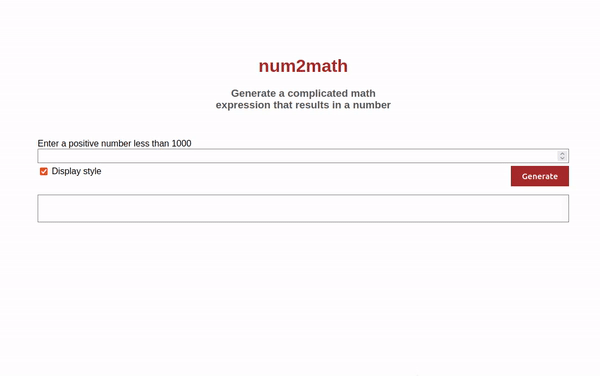 num2math
Generate a complicated math
expression that results in a number
Enter a positive number less than 1000
Display style
Generate